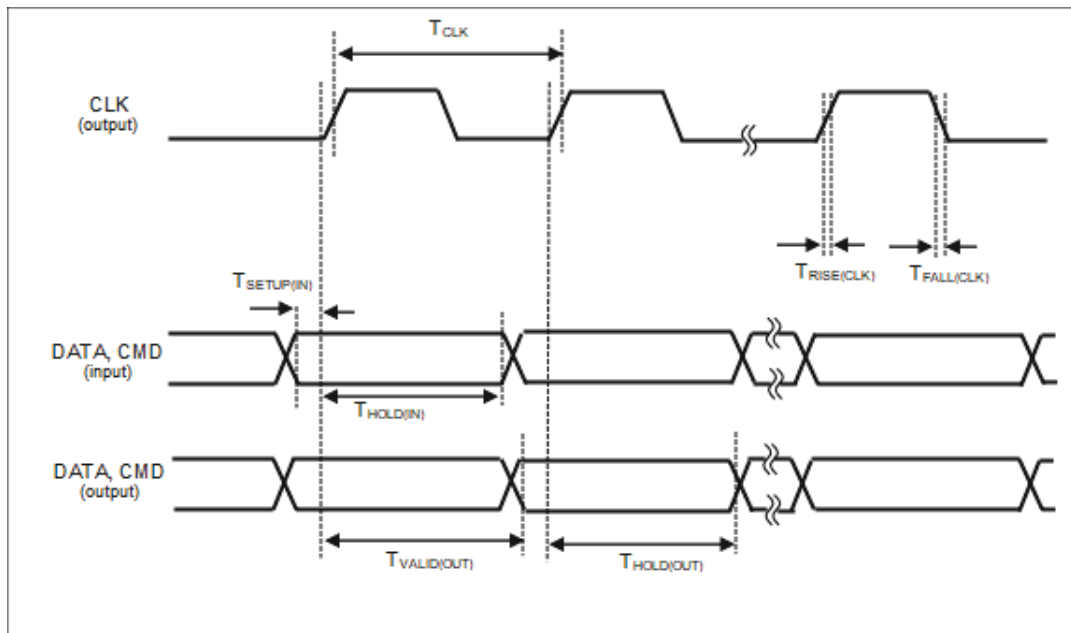 TCLK
CLK
(output)
TRISE(CLK)
TFALL(CLK)
TSETUP(IN)
DATA, CMD
(input)
THOLD(IN)
DATA, CMD
(output)
TVALID(OUT)
THOLD(OUT)